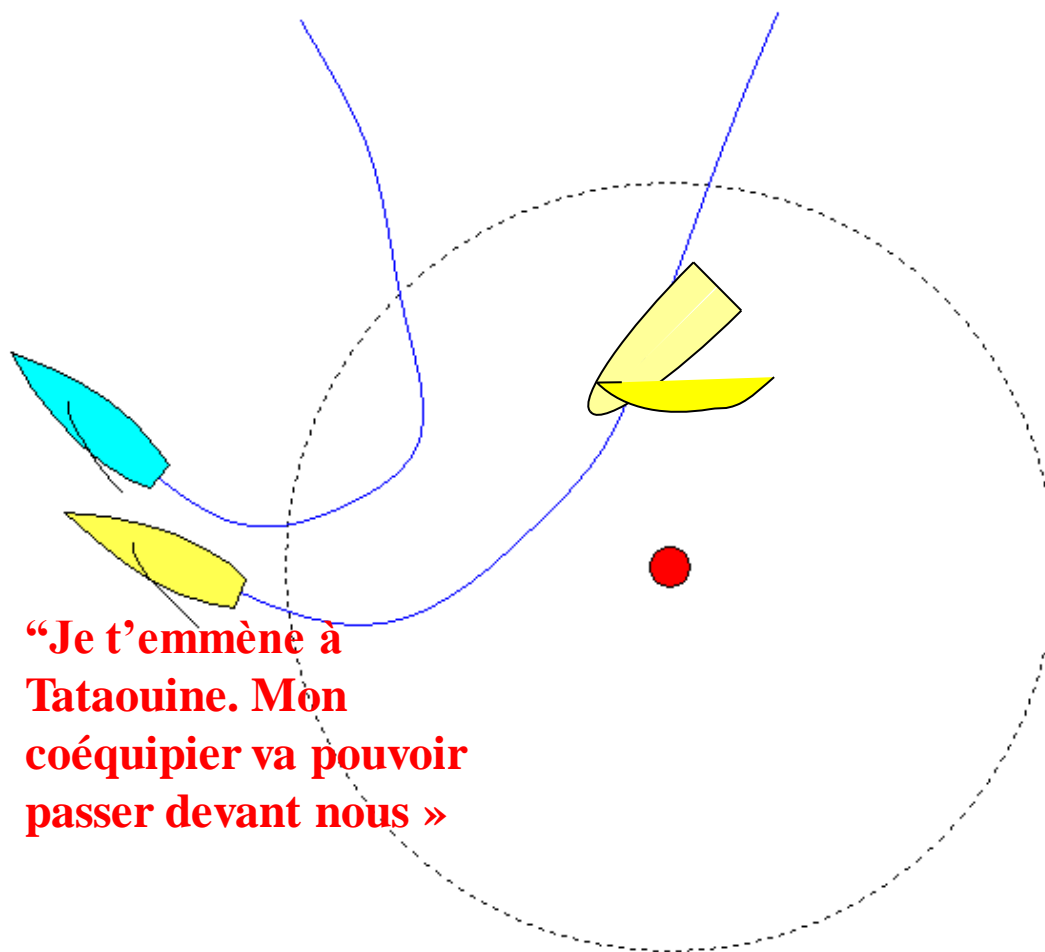 “Je t’emmène à
Tataouine. Mon
coéquipier va pouvoir
passer devant nous »